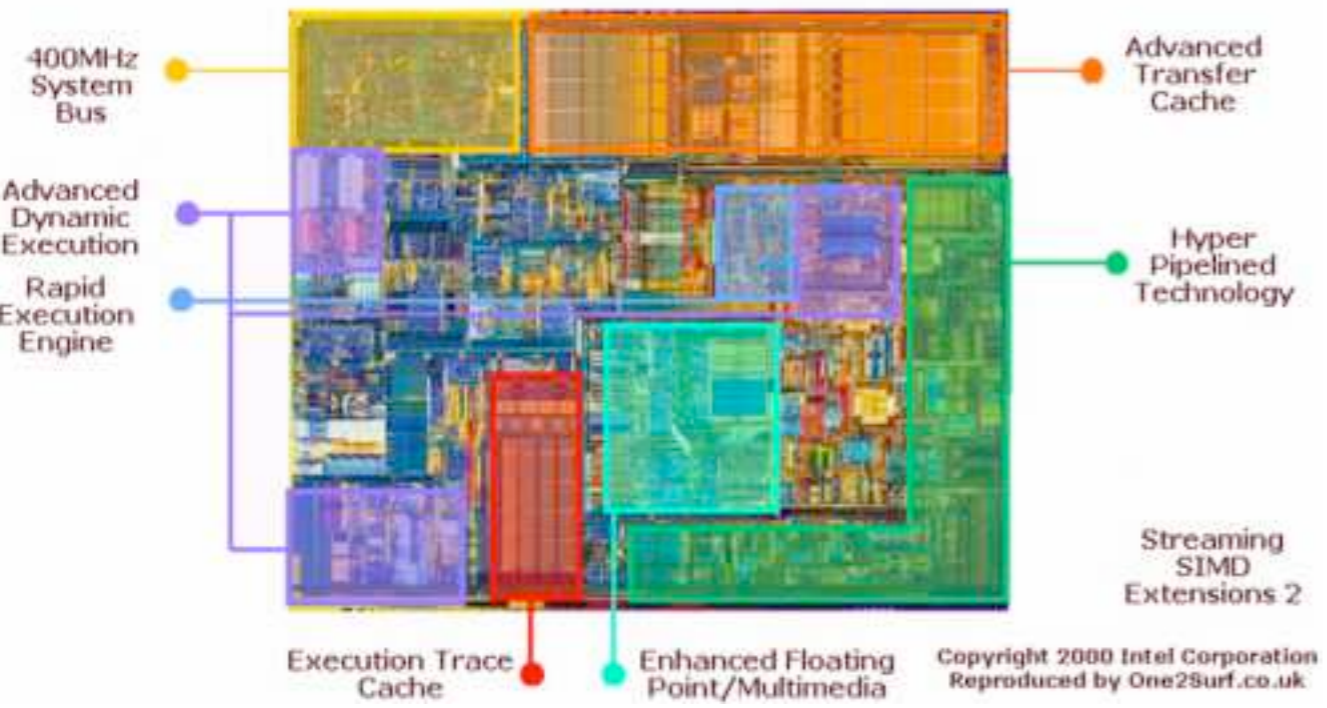 400MHz
System
Bus
Advanced
Transfer
Cache
Advanced
Dynamic
Execution
Rapid
Execution
Engine
Hyper
Pipelined
Technology
Streaming
SIMD
Extensions 2
Execution Trace
Cache
Enhanced Floating
Point/Multimedia
Copyright 2000 Intel Corporation
Reproduced by One2Surf.co.uk